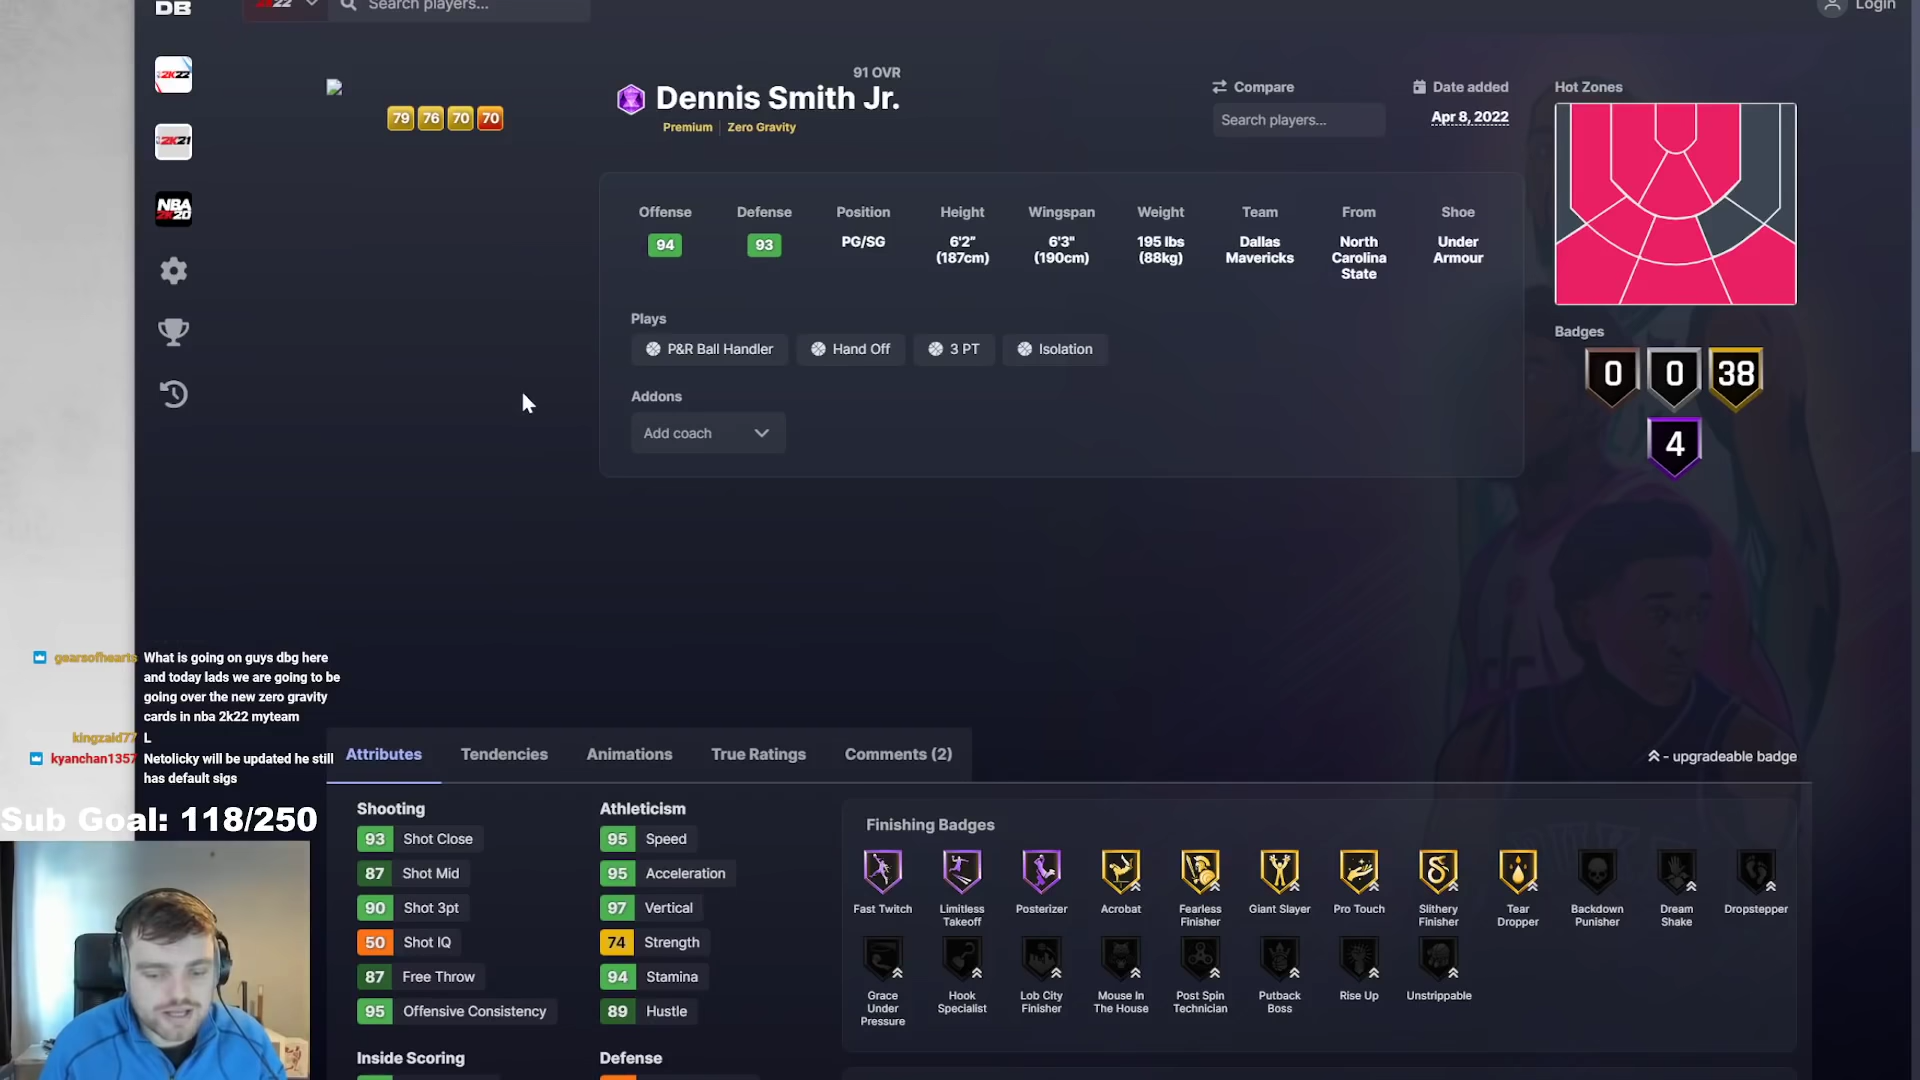 DB
2K22
Search players...
Login
2K22
2K21
NBA
2K20
79 76 70 70
91 OVR
Dennis Smith Jr.
Premium Zero Gravity
Compare
Search players...
Date added
Apr 8, 2022
Hot Zones
Offense Defense Position Height Wingspan Weight Team From Shoe
94 93 PG/SG 6'2" 6'3" 195 lbs Dallas North Under
(187cm) (190cm) (88kg) Mavericks Carolina Armour
State
Plays
P&R Ball Handler Hand Off 3 PT Isolation
Addons
Add coach
Badges
0 0 38
4
gearsofhearts What is going on guys dbg here
and today lads we are going to be
going over the new zero gravity
cards in nba 2k22 myteam
kingzaid77 L
kyanchan1357 Netolicky will be updated he still
has default sigs
Sub Goal: 118/250
Attributes Tendencies Animations True Ratings Comments (2)
- upgradeable badge
Shooting
93 Shot Close
87 Shot Mid
90 Shot 3pt
50 Shot IQ
87 Free Throw
95 Offensive Consistency
Inside Scoring
Athleticism
95 Speed
95 Acceleration
97 Vertical
74 Strength
94 Stamina
89 Hustle
Defense
Finishing Badges
Fast Twitch Limitless Posterizer Acrobat Fearless Giant Slayer Pro Touch Slithery Tear Backdown Dream Dropstepper
Takeoff Finisher Finisher Dropper Punisher Shake
Grace Hook Lob City Mouse In Post Spin Putback Rise Up Unstrippable
Under Specialist Finisher The House Technician Boss
Pressure